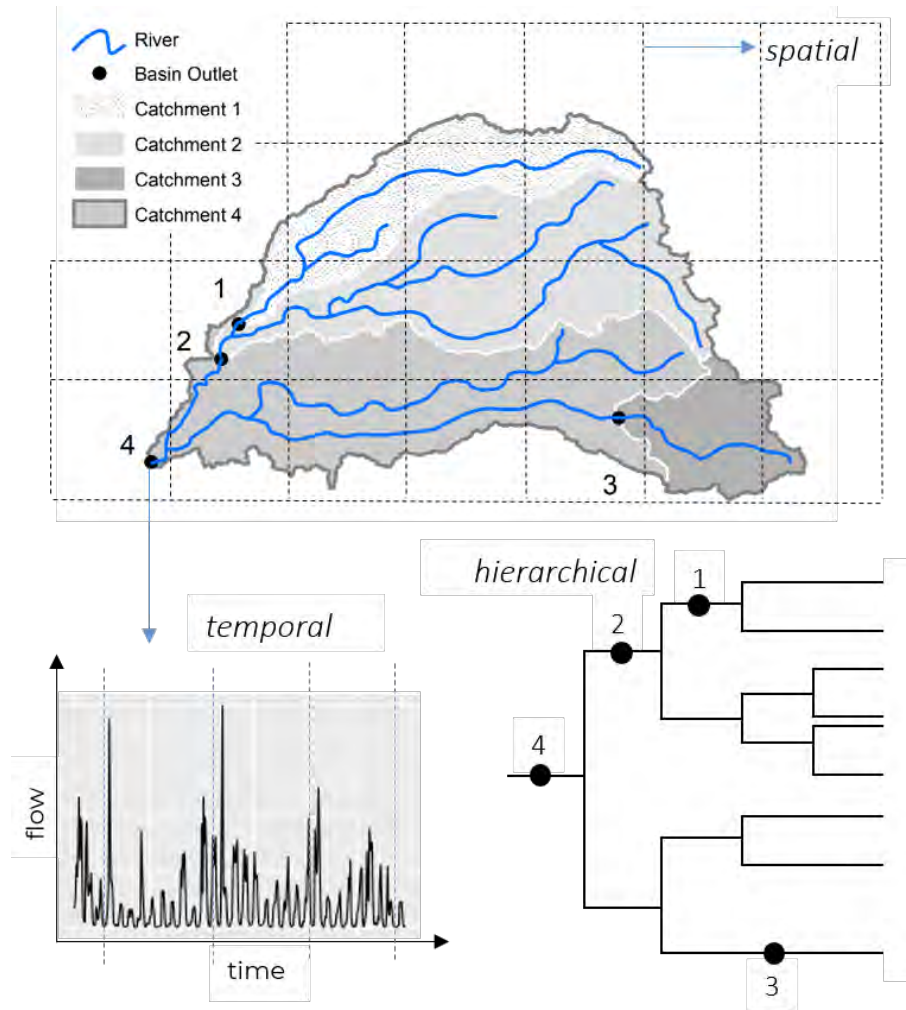 River
spatial
Basin Outlet
Catchment 1
Catchment 2
Catchment 3
Catchment 4
1
2
4
3
hierarchical
1
temporal
2
4
flow
time
3